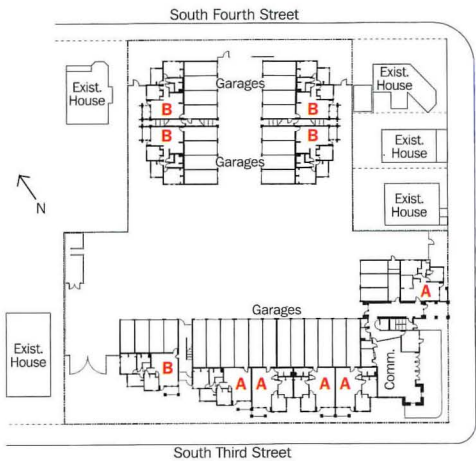 South Fourth Street
Exist.
House
Garages
Exist.
House
B
B
B
B
Exist.
House
Garages
Exist.
House
N
A
Garages
Exist.
House
Comm.
B
A
A
A
A
South Third Street